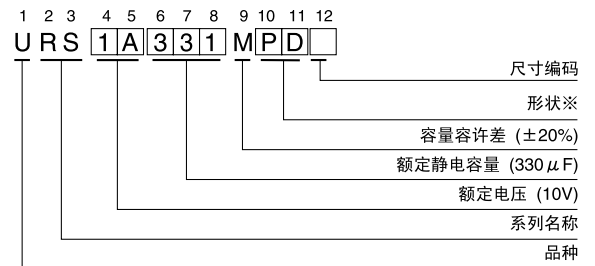 1 2 3 4 5 6 7 8 9 10 11 12
U R S 1 A 3 3 1 M P D
尺寸编码
形状※
容量容许差 (±20%)
额定静电容量 (330μF)
额定电压 (10V)
系列名称
品种